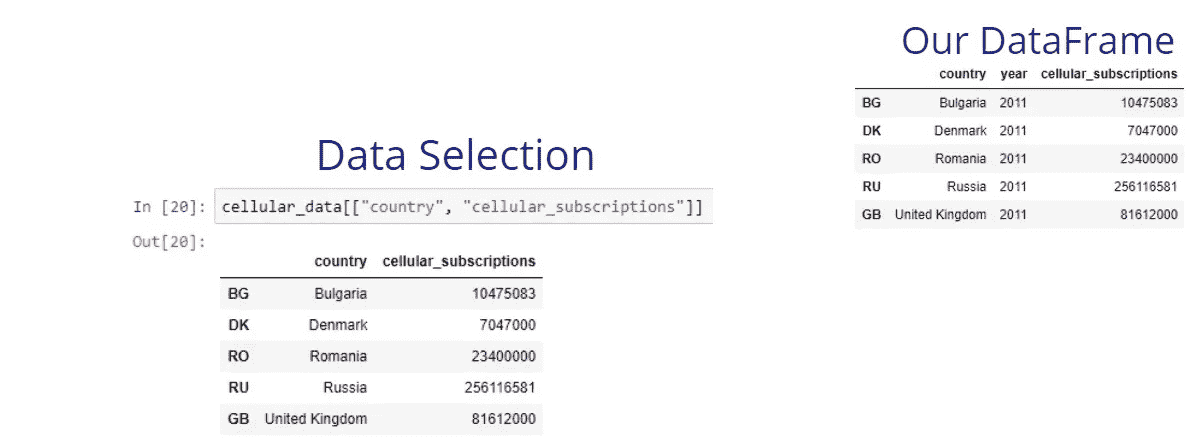 Our DataFrame
country year cellular_subscriptions
BG Bulgaria 2011 10475083
DK Denmark 2011 7047000
RO Romania 2011 23400000
RU Russia 2011 256116581
GB United Kingdom 2011 81612000
Data Selection
In [20]: cellular_data[["country", "cellular_subscriptions"]]
Out[20]:
country cellular_subscriptions
BG Bulgaria 10475083
DK Denmark 7047000
RO Romania 23400000
RU Russia 256116581
GB United Kingdom 81612000